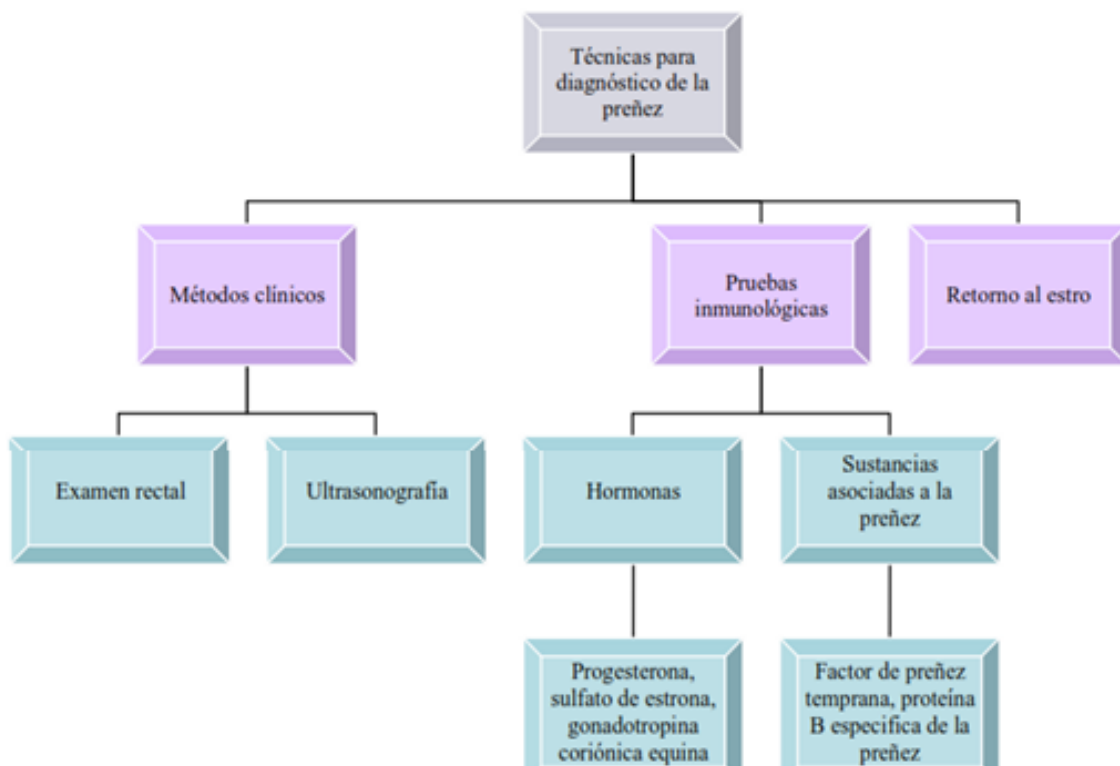 Técnicas para
diagnóstico de la
preñez
Métodos clínicos
Pruebas
inmunológicas
Retorno al estro
Examen rectal
Ultrasonografía
Hormonas
Sustancias
asociadas a la
preñez
Progesterona,
sulfato de estrona,
gonadotropina
coriónica equina
Factor de preñez
temprana, proteína
B especifica de la
preñez